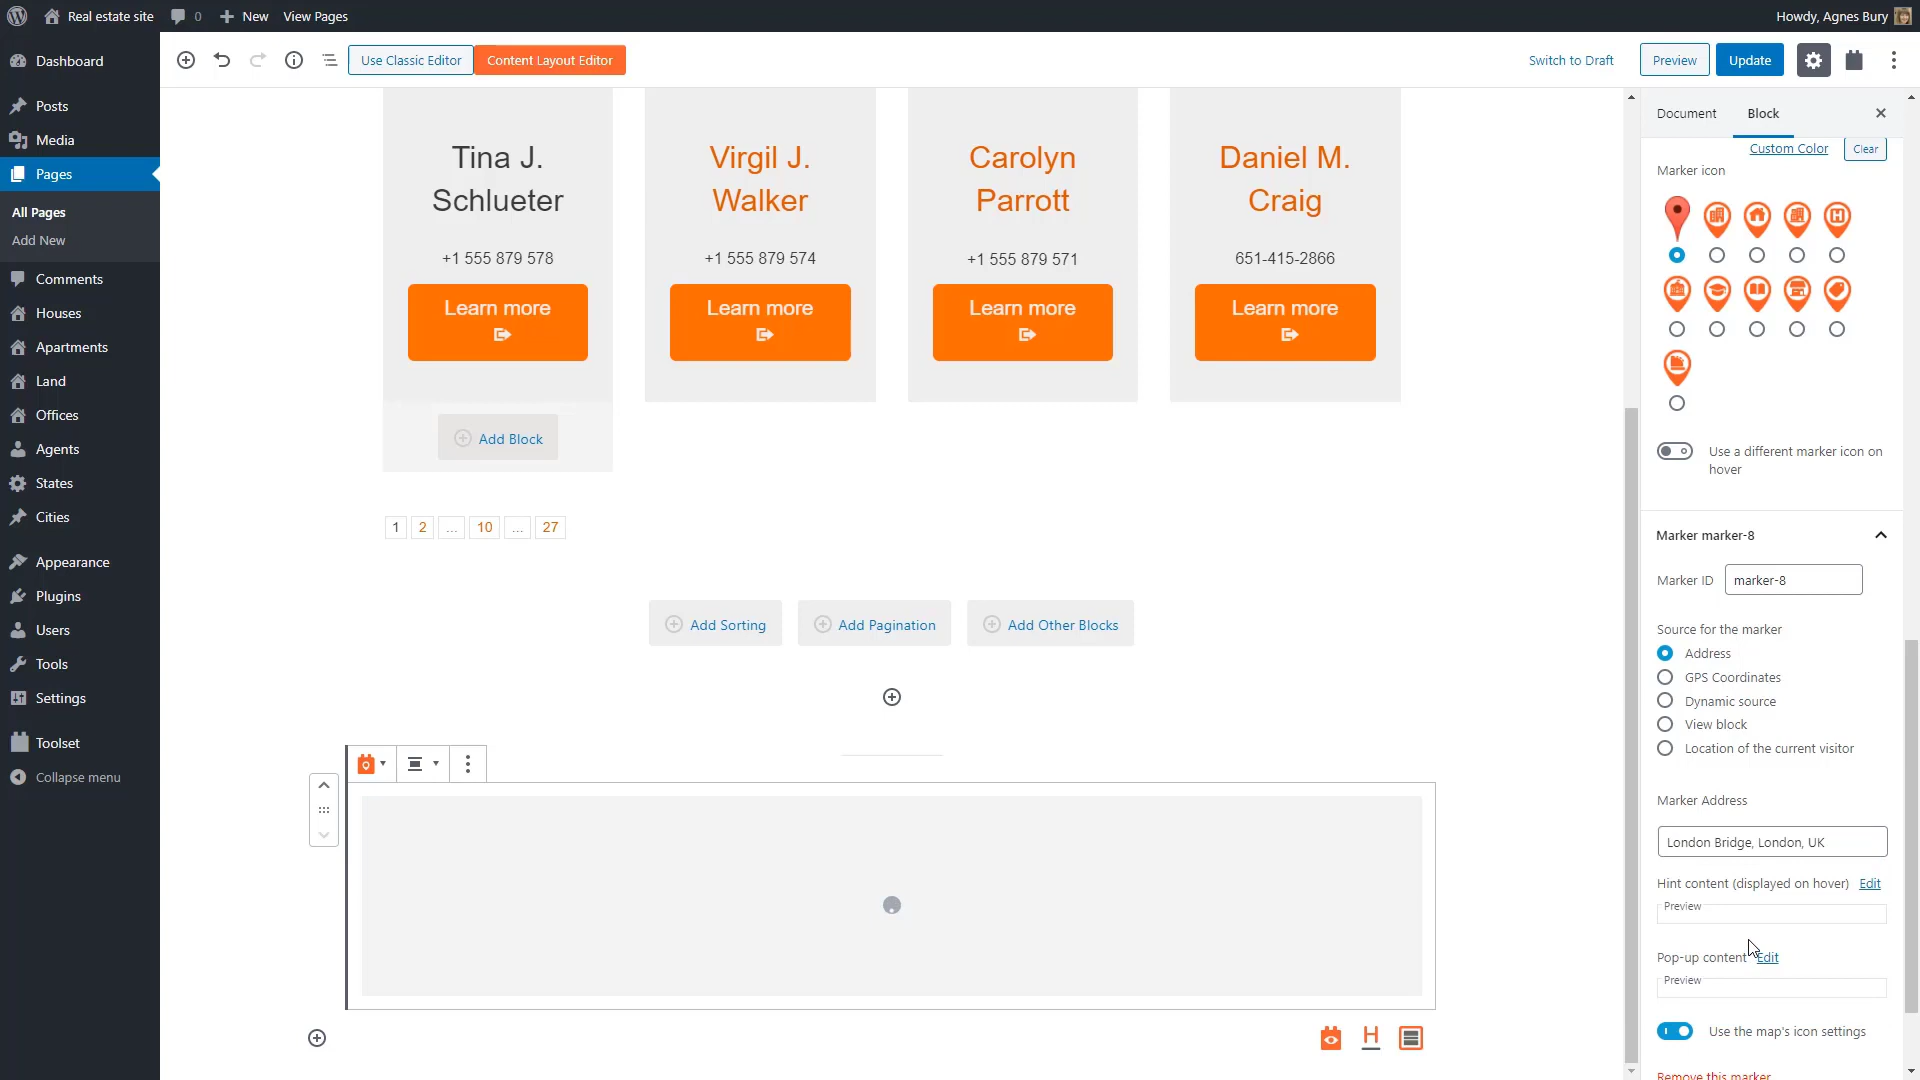 Real estate site
0
New
View Pages
Howdy, Agnes Bury
Dashboard
Posts
Media
Pages
All Pages
Add New
Comments
Houses
Apartments
Land
Offices
Agents
States
Cities
Appearance
Plugins
Users
Tools
Settings
Toolset
Collapse menu
Use Classic Editor
Content Layout Editor
Switch to Draft
Preview
Update
Tina J.
Schlueter
+1 555 879 578
Learn more
Virgil J.
Walker
+1 555 879 574
Learn more
Carolyn
Parrott
+1 555 879 571
Learn more
Daniel M.
Craig
651-415-2866
Learn more
Add Block
1 2 ... 10 ... 27
Add Sorting
Add Pagination
Add Other Blocks
H
Document
Block
Custom Color
Clear
Marker icon
Use a different marker icon on
hover
Marker marker-8
Marker ID
marker-8
Source for the marker
Address
GPS Coordinates
Dynamic source
View block
Location of the current visitor
Marker Address
London Bridge, London, UK
Hint content (displayed on hover) Edit
Preview
Pop-up content Edit
Preview
Use the map's icon settings
Remove this marker